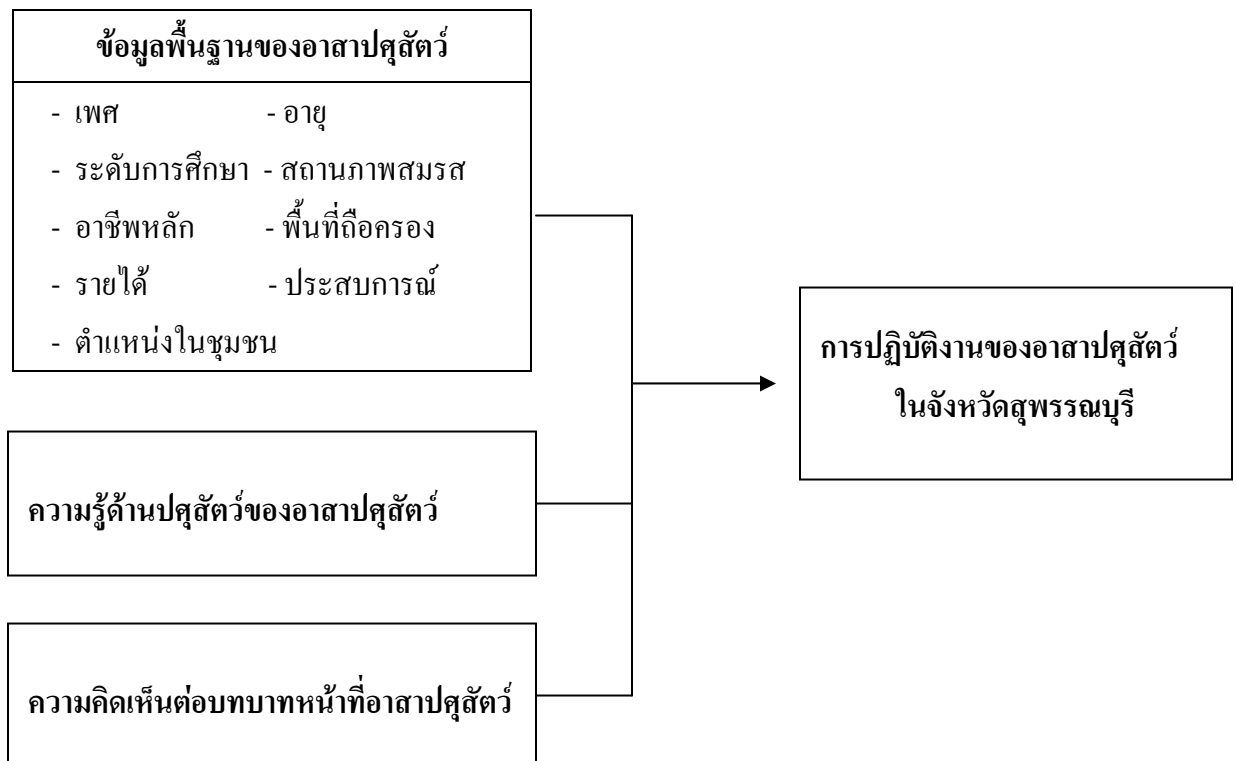 ข้อมูลพื้นฐานของอาสาปศุสัตว์
- เพศ - อายุ
- ระดับการศึกษา - สถานภาพสมรส
- อาชีพหลัก - พื้นที่ถือครอง
- รายได้ - ประสบการณ์
- ตำแหน่งในชุมชน
การปฏิบัติงานของอาสาปศุสัตว์
ในจังหวัดสุพรรณบุรี
ความรู้ด้านปศุสัตว์ของอาสาปศุสัตว์
ความคิดเห็นต่อบทบาทหน้าที่อาสาปศุสัตว์